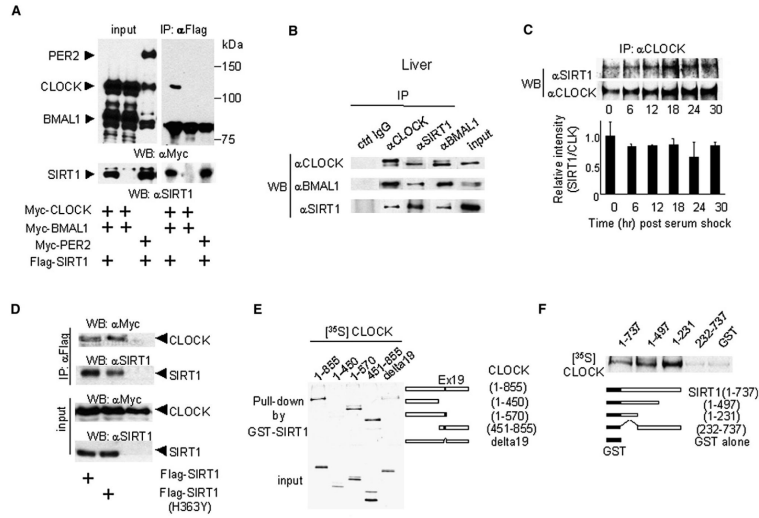 A
input
IP: αFlag
kDa
PER2
150
CLOCK
100
BMAL1
75
WB: αMyc
SIRT1
WB: αSIRT1
Myc-CLOCK + + + +
Myc-BMAL1 + + + +
Myc-PER2 + +
Flag-SIRT1 + + + +
B
Liver
IP
ctrl IgG
αCLOCK
αSIRT1
αBMAL1
input
WB
αCLOCK
αBMAL1
αSIRT1
C
IP: αCLOCK
WB
αSIRT1
αCLOCK
0 6 12 18 24 30
Relative intensity
(SIRT1/CLK)
1.50
1.00
0.50
0.00
0 6 12 18 24 30
Time (hr) post serum shock
D
IP: αFlag
WB: αMyc
CLOCK
WB: αSIRT1
SIRT1
input
WB: αMyc
CLOCK
WB: αSIRT1
SIRT1
+ Flag-SIRT1
+ Flag-SIRT1
(H363Y)
E
[35S] CLOCK
1-855
1-450
1-570
451-855
delta19
Pull-down
by
GST-SIRT1
input
Ex19
CLOCK
(1-855)
(1-450)
(1-570)
(451-855)
delta19
F
1-737
1-497
1-231
232-737
GST
[35S]
CLOCK
SIRT1(1-737)
(1-497)
(1-231)
(232-737)
GST alone
GST